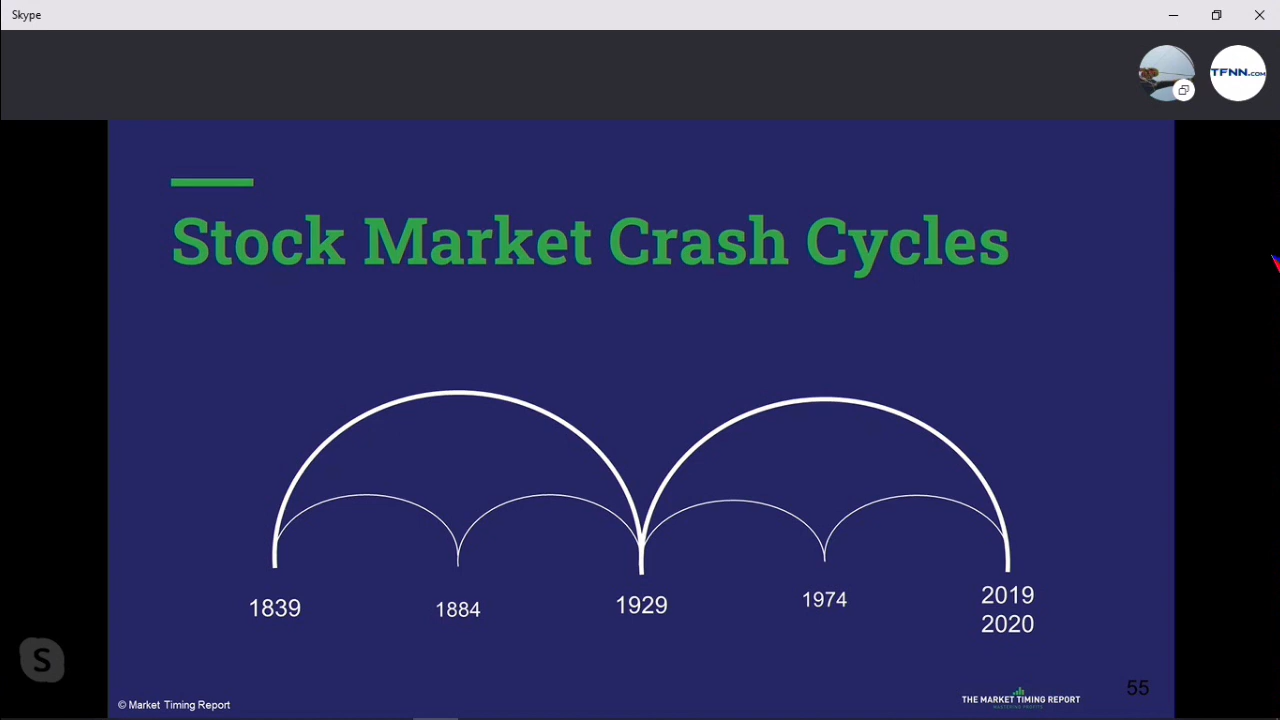 Skype
TFNN.COM
Stock Market Crash Cycles
1839
1884
1929
1974
2019
2020
S
© Market Timing Report
THE MARKET TIMING REPORT
55